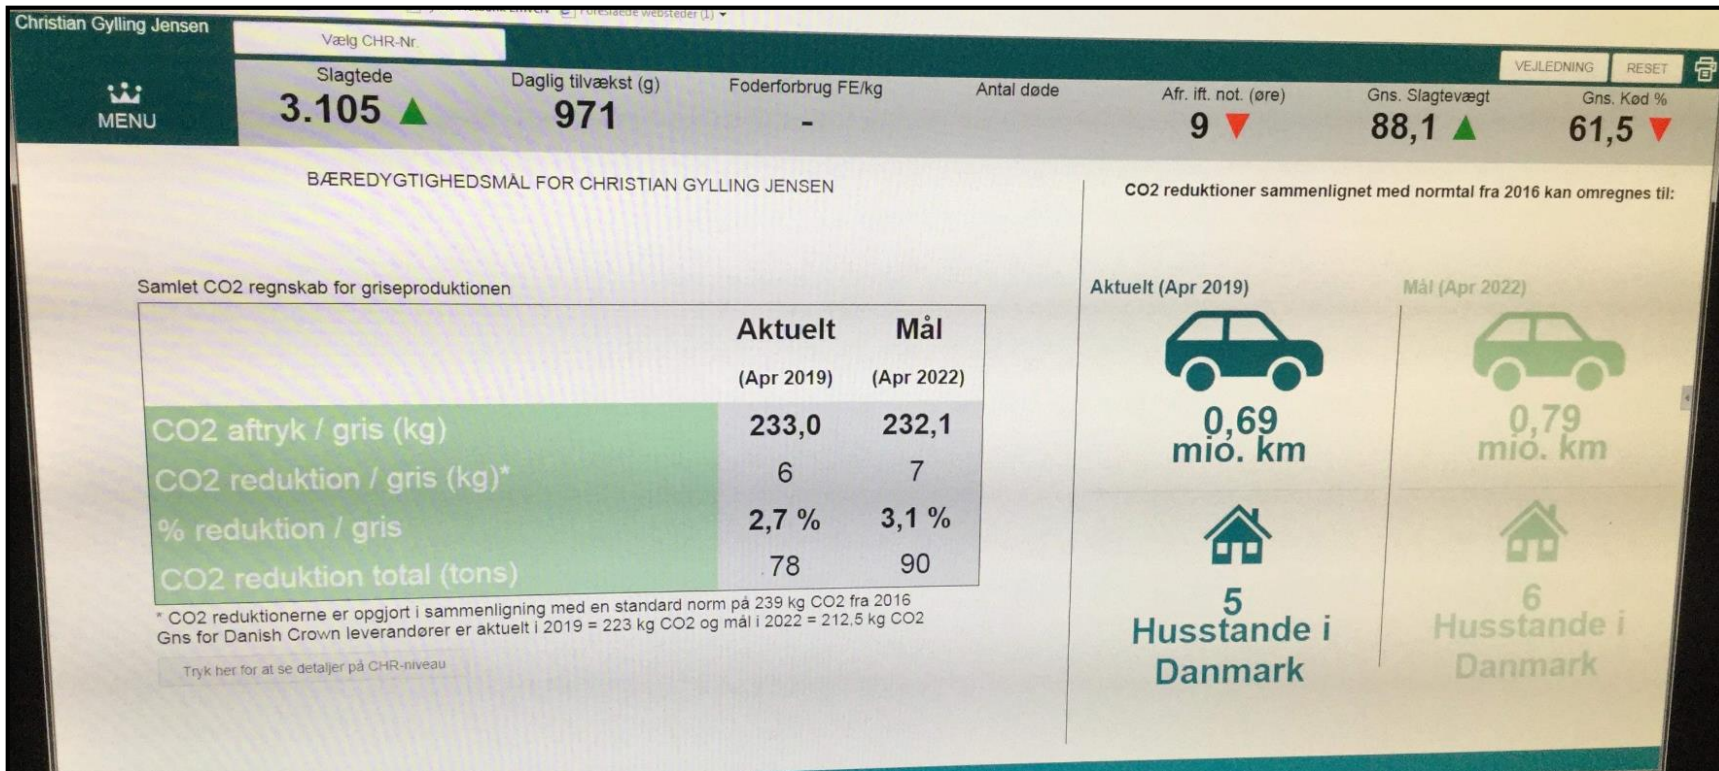 Foreslåede websteder (1)
Christian Gylling Jensen
Vælg CHR-Nr.
VEJLEDNING
RESET
MENU
Slagtede
3.105
Daglig tilvækst (g)
971
Foderforbrug FE/kg
-
Antal døde
Afr. ift. not. (øre)
9
Gns. Slagtevægt
88,1
Gns. Kød %
61,5
BÆREDYGTIGHEDSMÅL FOR CHRISTIAN GYLLING JENSEN
Samlet CO2 regnskab for griseproduktionen
Aktuelt Mål
(Apr 2019) (Apr 2022)
CO2 aftryk / gris (kg) 233,0 232,1
CO2 reduktion / gris (kg)* 6 7
% reduktion / gris 2,7 % 3,1 %
CO2 reduktion total (tons) 78 90
* CO2 reduktionerne er opgjort i sammenligning med en standard norm på 239 kg CO2 fra 2016
Gns for Danish Crown leverandører er aktuelt i 2019 = 223 kg CO2 og mål i 2022 = 212,5 kg CO2
Tryk her for at se detaljer på CHR-niveau
CO2 reduktioner sammenlignet med normtal fra 2016 kan omregnes til:
Aktuelt (Apr 2019)
0,69
mio. km
5
Husstande i
Danmark
Mål (Apr 2022)
0,79
mio. km
6
Husstande i
Danmark